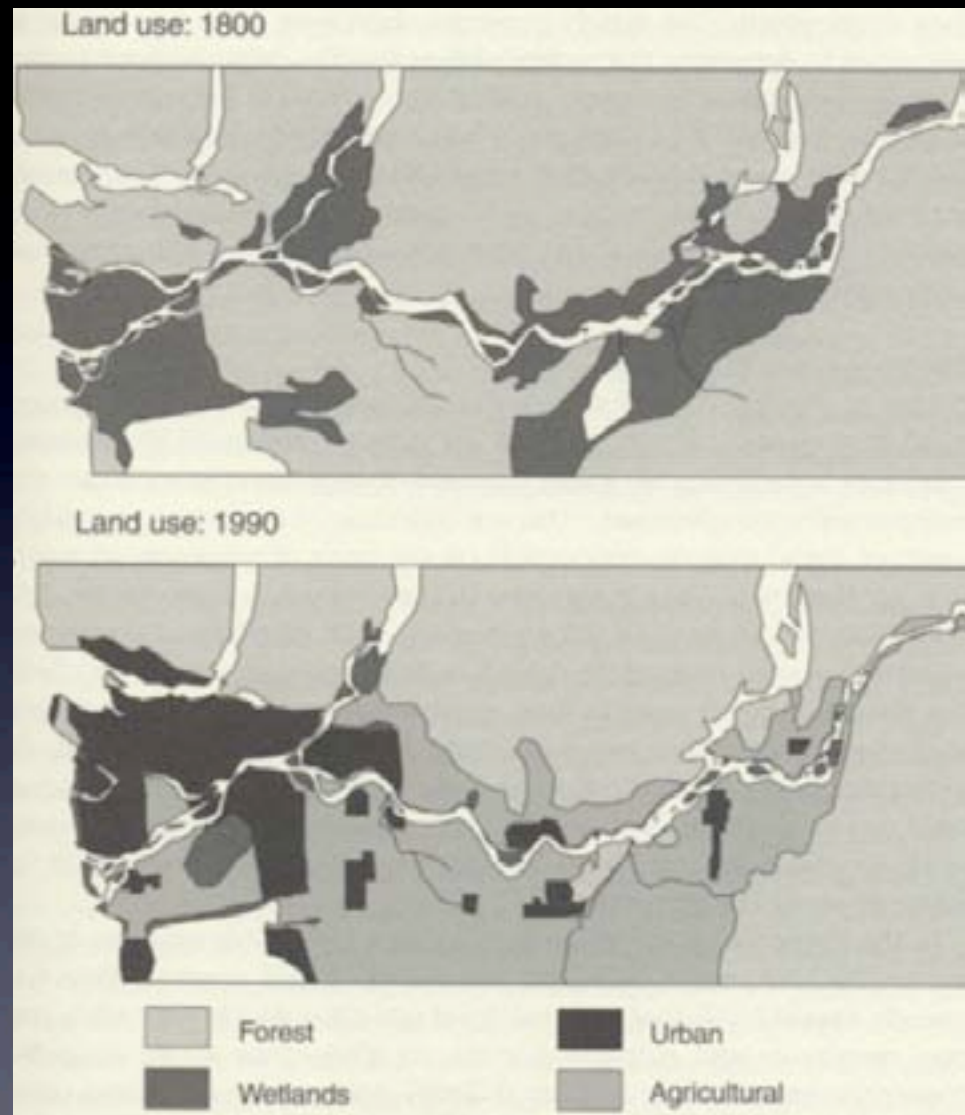 Land use: 1800
Land use: 1990
Forest
Urban
Wetlands
Agricultural